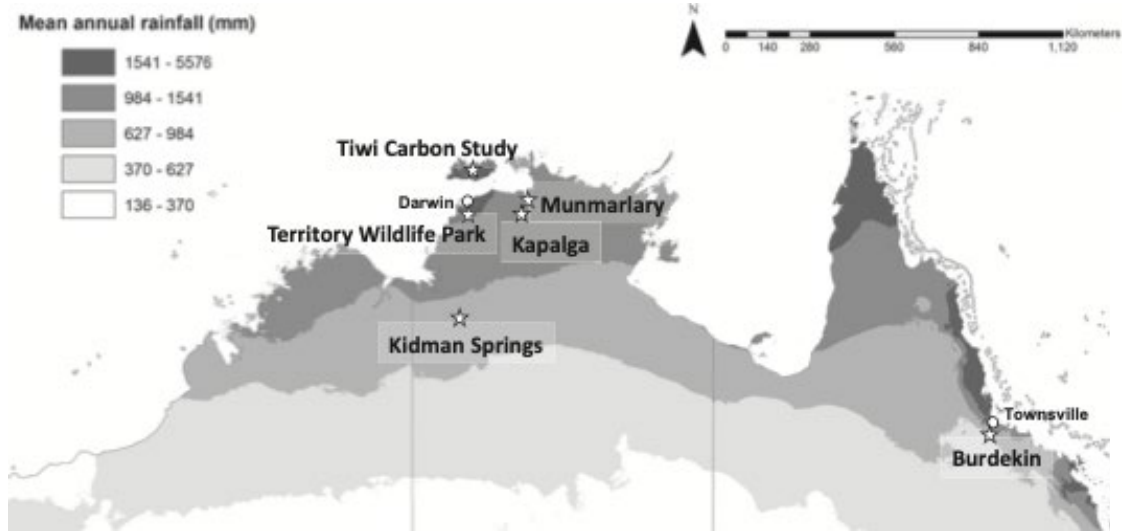 Mean annual rainfall (mm)
1541 - 5576
984 - 1541
627 - 984
370 - 627
136 - 370
N
Kilometers
0 140 280 560 840 1,120
Tiwi Carbon Study
Darwin
Munmarlary
Territory Wildlife Park
Kapalga
Kidman Springs
Townsville
Burdekin